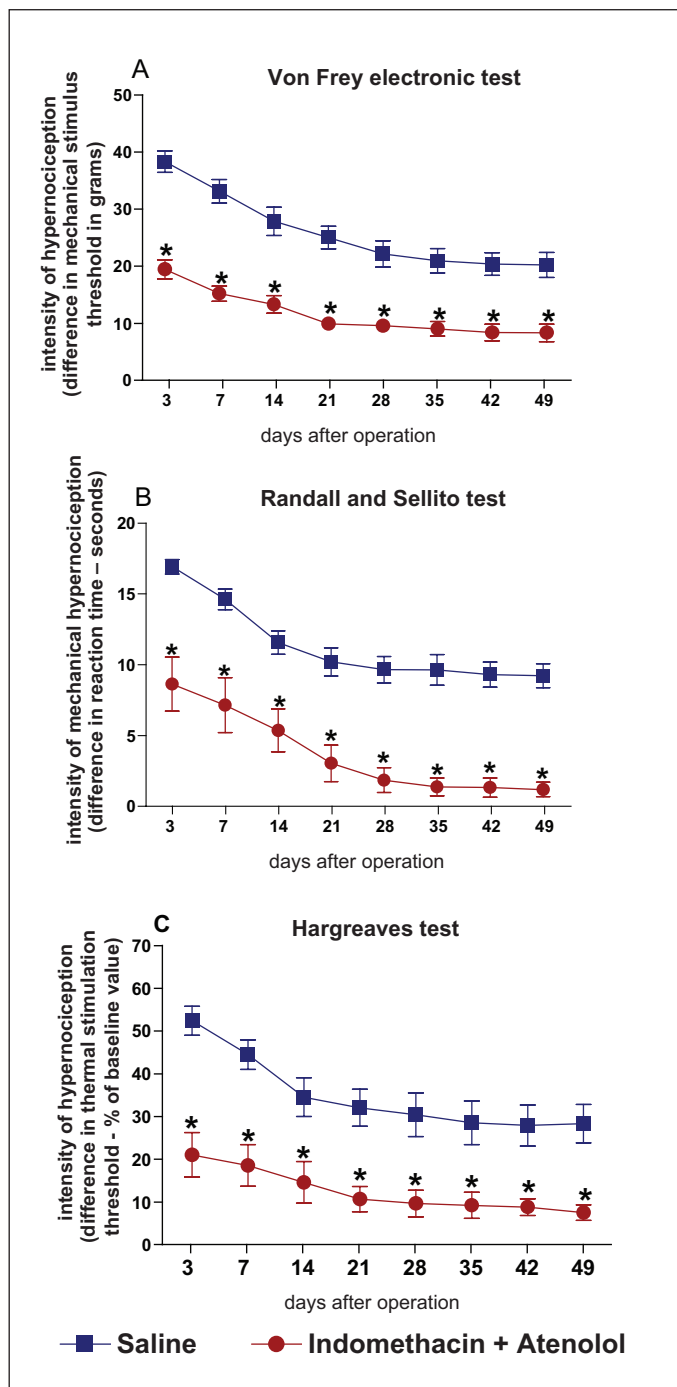 A
Von Frey electronic test
intensity of hypernociception
(difference in mechanical stimulus
threshold in grams)
50
40
30
20
10
0
* * * * * * * *
3 7 14 21 28 35 42 49
days after operation
B
Randall and Sellito test
intensity of mechanical hypernociception
(difference in reaction time – seconds)
20
15
10
5
0
* * * * * * * *
3 7 14 21 28 35 42 49
days after operation
C
Hargreaves test
intensity of hypernociception
(difference in thermal stimulation
threshold - % of baseline value)
70
60
50
40
30
20
10
0
* * * * * * * *
3 7 14 21 28 35 42 49
days after operation
Saline Indomethacin + Atenolol